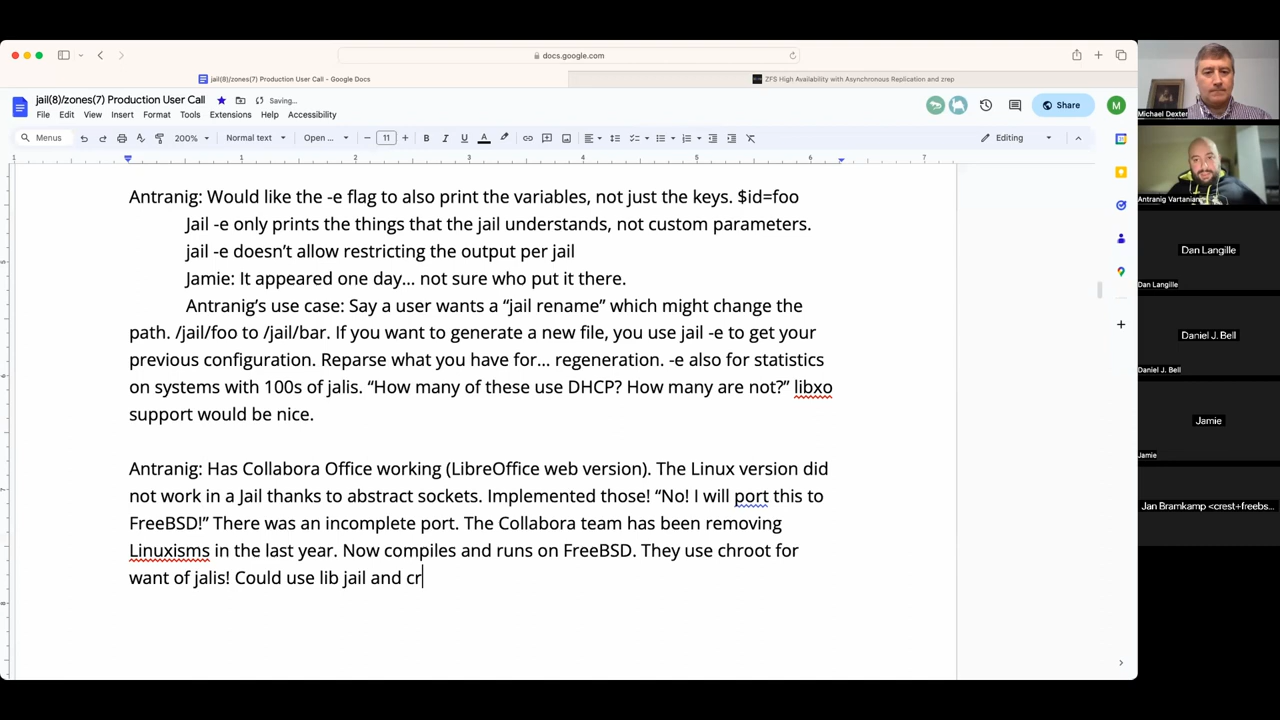 docs.google.com
jail(8)/zones(7) Production User Call - Google Docs
ZFS High Availability with Asynchronous Replication and zrep
jail(8)/zones(7) Production User Call
Saving...
File Edit View Insert Format Tools Extensions Help Accessibility
Share
M
Menus
200%
Normal text
Open ...
11
B I U A
Editing
1 1 2 3 4 5 6 7
Antranig: Would like the -e flag to also print the variables, not just the keys. $id=foo
Jail -e only prints the things that the jail understands, not custom parameters.
jail -e doesn’t allow restricting the output per jail
Jamie: It appeared one day… not sure who put it there.
Antranig’s use case: Say a user wants a “jail rename” which might change the
path. /jail/foo to /jail/bar. If you want to generate a new file, you use jail -e to get your
previous configuration. Reparse what you have for… regeneration. -e also for statistics
on systems with 100s of jalis. “How many of these use DHCP? How many are not?” libxo
support would be nice.
Antranig: Has Collabora Office working (LibreOffice web version). The Linux version did
not work in a Jail thanks to abstract sockets. Implemented those! “No! I will port this to
FreeBSD!” There was an incomplete port. The Collabora team has been removing
Linuxisms in the last year. Now compiles and runs on FreeBSD. They use chroot for
want of jalis! Could use lib jail and cr
Michael Dexter
Antranig Vartanian
Dan Langille
Dan Langille
Daniel J. Bell
Daniel J. Bell
Jamie
Jamie
Jan Bramkamp <crest+freebs...